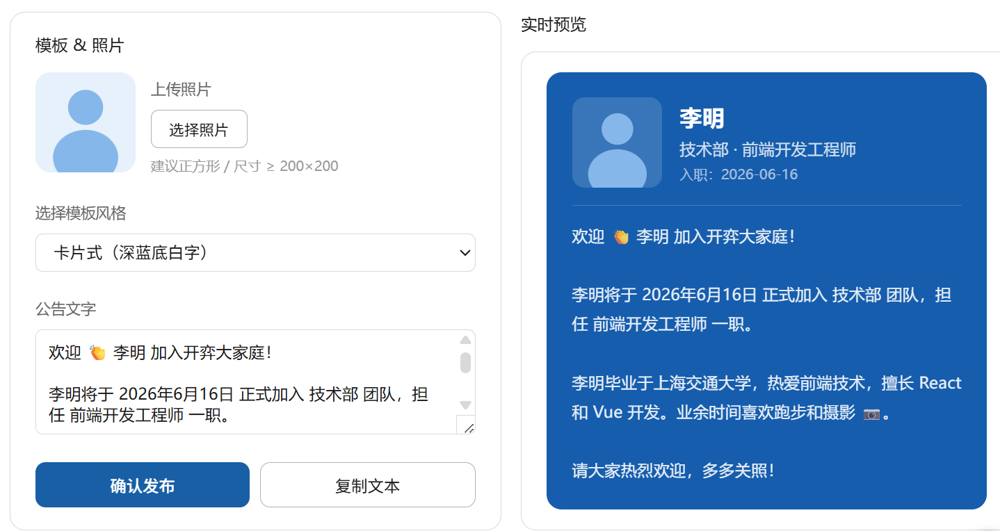 模板 & 照片
上传照片
选择照片
建议正方形 / 尺寸 ≥ 200×200
选择模板风格
卡片式（深蓝底白字）
公告文字
欢迎 👏 李明 加入开弈大家庭！
李明将于 2026年6月16日 正式加入 技术部 团队，担
任 前端开发工程师 一职。
确认发布
复制文本
实时预览
李明
技术部 · 前端开发工程师
入职：2026-06-16
欢迎 👏 李明 加入开弈大家庭！
李明将于 2026年6月16日 正式加入 技术部 团队，担
任 前端开发工程师 一职。
李明毕业于上海交通大学，热爱前端技术，擅长 React
和 Vue 开发。业余时间喜欢跑步和摄影 📷。
请大家热烈欢迎，多多关照！